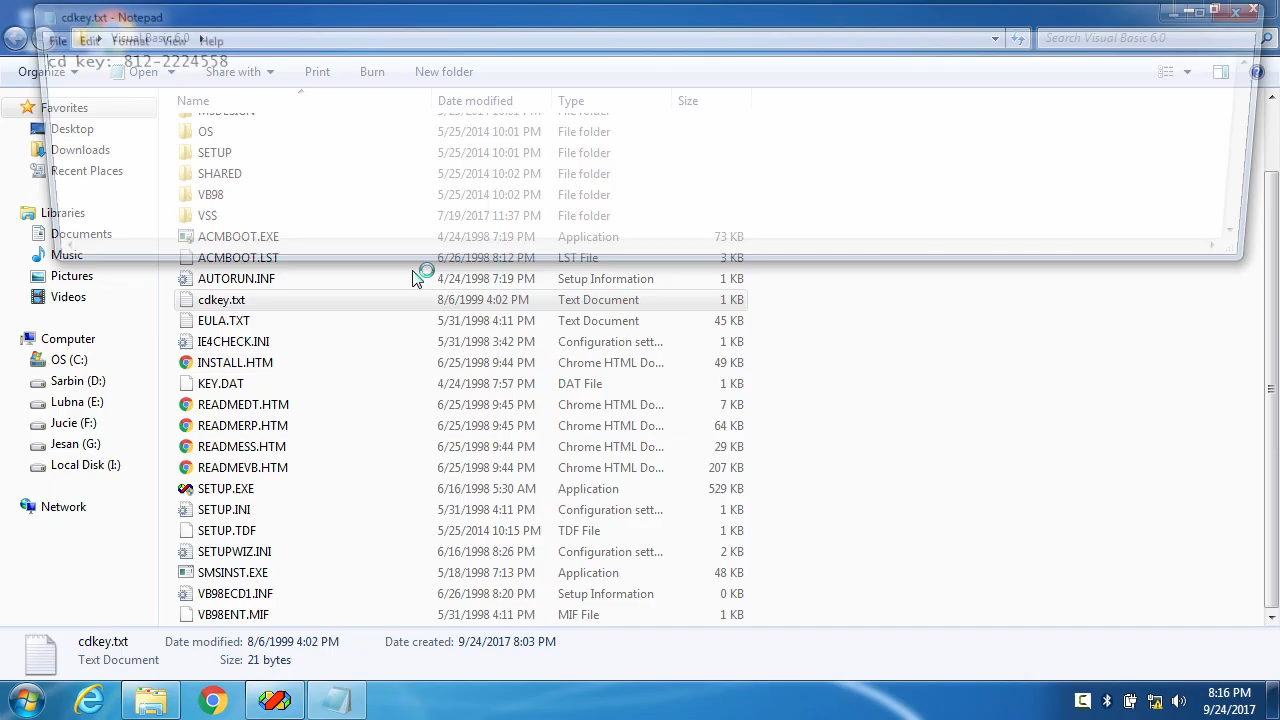 cdkey.txt - Notepad
File Edit Format View Help
Visual Basic 6.0
Search Visual Basic 6.0
cd key: 812-2224558
Organize Open Share with Print Burn New folder
Name Date modified Type Size
Favorites
Desktop
Downloads
Recent Places
Libraries
Documents
Music
Pictures
Videos
Computer
OS (C:)
Sarbin (D:)
Lubna (E:)
Jucie (F:)
Jesan (G:)
Local Disk (I:)
Network
MSDESIGN 5/25/2014 10:01 PM File folder
OS 5/25/2014 10:01 PM File folder
SETUP 5/25/2014 10:01 PM File folder
SHARED 5/25/2014 10:02 PM File folder
VB98 5/25/2014 10:02 PM File folder
VSS 7/19/2017 11:37 PM File folder
ACMBOOT.EXE 4/24/1998 7:19 PM Application 73 KB
ACMBOOT.LST 6/26/1998 8:12 PM LST File 3 KB
AUTORUN.INF 4/24/1998 7:19 PM Setup Information 1 KB
cdkey.txt 8/6/1999 4:02 PM Text Document 1 KB
EULA.TXT 5/31/1998 4:11 PM Text Document 45 KB
IE4CHECK.INI 5/31/1998 3:42 PM Configuration sett... 1 KB
INSTALL.HTM 6/25/1998 9:44 PM Chrome HTML Do... 49 KB
KEY.DAT 4/24/1998 7:57 PM DAT File 1 KB
READMEDT.HTM 6/25/1998 9:45 PM Chrome HTML Do... 7 KB
READMERP.HTM 6/25/1998 9:45 PM Chrome HTML Do... 64 KB
READMESS.HTM 6/25/1998 9:44 PM Chrome HTML Do... 29 KB
READMEVB.HTM 6/25/1998 9:44 PM Chrome HTML Do... 207 KB
SETUP.EXE 6/16/1998 5:30 AM Application 529 KB
SETUP.INI 5/31/1998 4:11 PM Configuration sett... 1 KB
SETUP.TDF 5/25/2014 10:15 PM TDF File 1 KB
SETUPWIZ.INI 6/16/1998 8:26 PM Configuration sett... 2 KB
SMSINST.EXE 5/18/1998 7:13 PM Application 48 KB
VB98ECD1.INF 6/26/1998 8:20 PM Setup Information 0 KB
VB98ENT.MIF 5/31/1998 4:11 PM MIF File 1 KB
cdkey.txt Date modified: 8/6/1999 4:02 PM Date created: 9/24/2017 8:03 PM
Text Document Size: 21 bytes
8:16 PM
9/24/2017